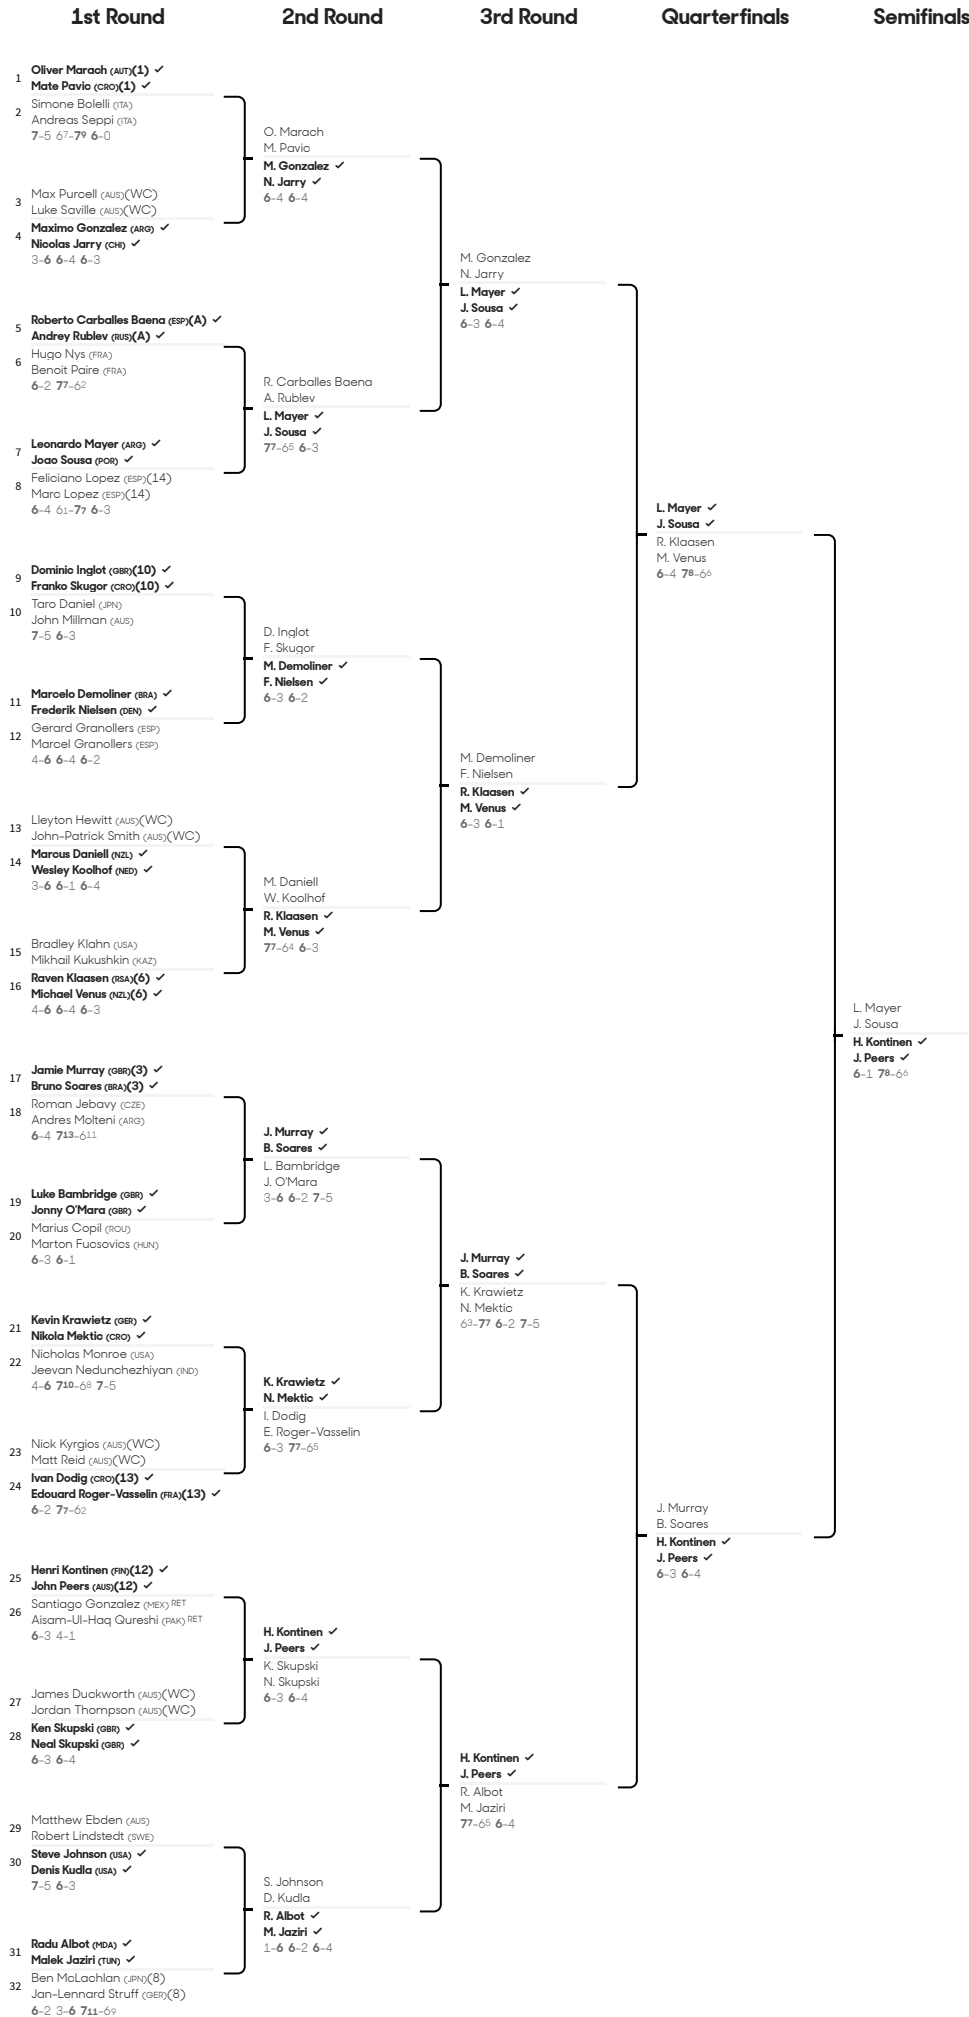 1st Round
2nd Round
3rd Round
Quarterfinals
Semifinals
1
Oliver Marach (AUT)(1) ✓
Mate Pavic (CRO)(1) ✓
2
Simone Bolelli (ITA)
Andreas Seppi (ITA)
7-5 6⁷-7⁹ 6-0
3
Max Purcell (AUS)(WC)
Luke Saville (AUS)(WC)
4
Maximo Gonzalez (ARG) ✓
Nicolas Jarry (CHI) ✓
3-6 6-4 6-3
5
Roberto Carballes Baena (ESP)(A) ✓
Andrey Rublev (RUS)(A) ✓
6
Hugo Nys (FRA)
Benoit Paire (FRA)
6-2 7⁷-6²
7
Leonardo Mayer (ARG) ✓
Joao Sousa (POR) ✓
8
Feliciano Lopez (ESP)(14)
Marc Lopez (ESP)(14)
6-4 6¹-7⁷ 6-3
9
Dominic Inglot (GBR)(10) ✓
Franko Skugor (CRO)(10) ✓
10
Taro Daniel (JPN)
John Millman (AUS)
7-5 6-3
11
Marcelo Demoliner (BRA) ✓
Frederik Nielsen (DEN) ✓
12
Gerard Granollers (ESP)
Marcel Granollers (ESP)
4-6 6-4 6-2
13
Lleyton Hewitt (AUS)(WC)
John-Patrick Smith (AUS)(WC)
14
Marcus Daniell (NZL) ✓
Wesley Koolhof (NED) ✓
3-6 6-1 6-4
15
Bradley Klahn (USA)
Mikhail Kukushkin (KAZ)
16
Raven Klaasen (RSA)(6) ✓
Michael Venus (NZL)(6) ✓
4-6 6-4 6-3
17
Jamie Murray (GBR)(3) ✓
Bruno Soares (BRA)(3) ✓
18
Roman Jebavy (CZE)
Andres Molteni (ARG)
6-4 7¹³-6¹¹
19
Luke Bambridge (GBR) ✓
Jonny O'Mara (GBR) ✓
20
Marius Copil (ROU)
Marton Fucsovics (HUN)
6-3 6-1
21
Kevin Krawietz (GER) ✓
Nikola Mektic (CRO) ✓
22
Nicholas Monroe (USA)
Jeevan Nedunchezhiyan (IND)
4-6 7¹⁰-6⁸ 7-5
23
Nick Kyrgios (AUS)(WC)
Matt Reid (AUS)(WC)
24
Ivan Dodig (CRO)(13) ✓
Edouard Roger-Vasselin (FRA)(13) ✓
6-2 7⁷-6²
25
Henri Kontinen (FIN)(12) ✓
John Peers (AUS)(12) ✓
26
Santiago Gonzalez (MEX) RET
Aisam-Ul-Haq Qureshi (PAK) RET
6-3 4-1
27
James Duckworth (AUS)(WC)
Jordan Thompson (AUS)(WC)
28
Ken Skupski (GBR) ✓
Neal Skupski (GBR) ✓
6-3 6-4
29
Matthew Ebden (AUS)
Robert Lindstedt (SWE)
30
Steve Johnson (USA) ✓
Denis Kudla (USA) ✓
7-5 6-3
31
Radu Albot (MDA) ✓
Malek Jaziri (TUN) ✓
32
Ben McLachlan (JPN)(8)
Jan-Lennard Struff (GER)(8)
6-2 3-6 7¹¹-6⁹
O. Marach
M. Pavic
M. Gonzalez ✓
N. Jarry ✓
6-4 6-4
R. Carballes Baena
A. Rublev
L. Mayer ✓
J. Sousa ✓
7⁷-6⁵ 6-3
D. Inglot
F. Skugor
M. Demoliner ✓
F. Nielsen ✓
6-3 6-2
M. Daniell
W. Koolhof
R. Klaasen ✓
M. Venus ✓
7⁷-6⁴ 6-3
J. Murray ✓
B. Soares ✓
L. Bambridge
J. O'Mara
3-6 6-2 7-5
K. Krawietz ✓
N. Mektic ✓
I. Dodig
E. Roger-Vasselin
6-3 7⁷-6⁵
H. Kontinen ✓
J. Peers ✓
K. Skupski
N. Skupski
6-3 6-4
S. Johnson
D. Kudla
R. Albot ✓
M. Jaziri ✓
1-6 6-2 6-4
M. Gonzalez
N. Jarry
L. Mayer ✓
J. Sousa ✓
6-3 6-4
M. Demoliner
F. Nielsen
R. Klaasen ✓
M. Venus ✓
6-3 6-1
J. Murray ✓
B. Soares ✓
K. Krawietz
N. Mektic
6³-7⁷ 6-2 7-5
H. Kontinen ✓
J. Peers ✓
R. Albot
M. Jaziri
7⁷-6⁵ 6-4
L. Mayer ✓
J. Sousa ✓
R. Klaasen
M. Venus
6-4 7⁸-6⁶
J. Murray
B. Soares
H. Kontinen ✓
J. Peers ✓
6-3 6-4
L. Mayer
J. Sousa
H. Kontinen ✓
J. Peers ✓
6-1 7⁸-6⁶